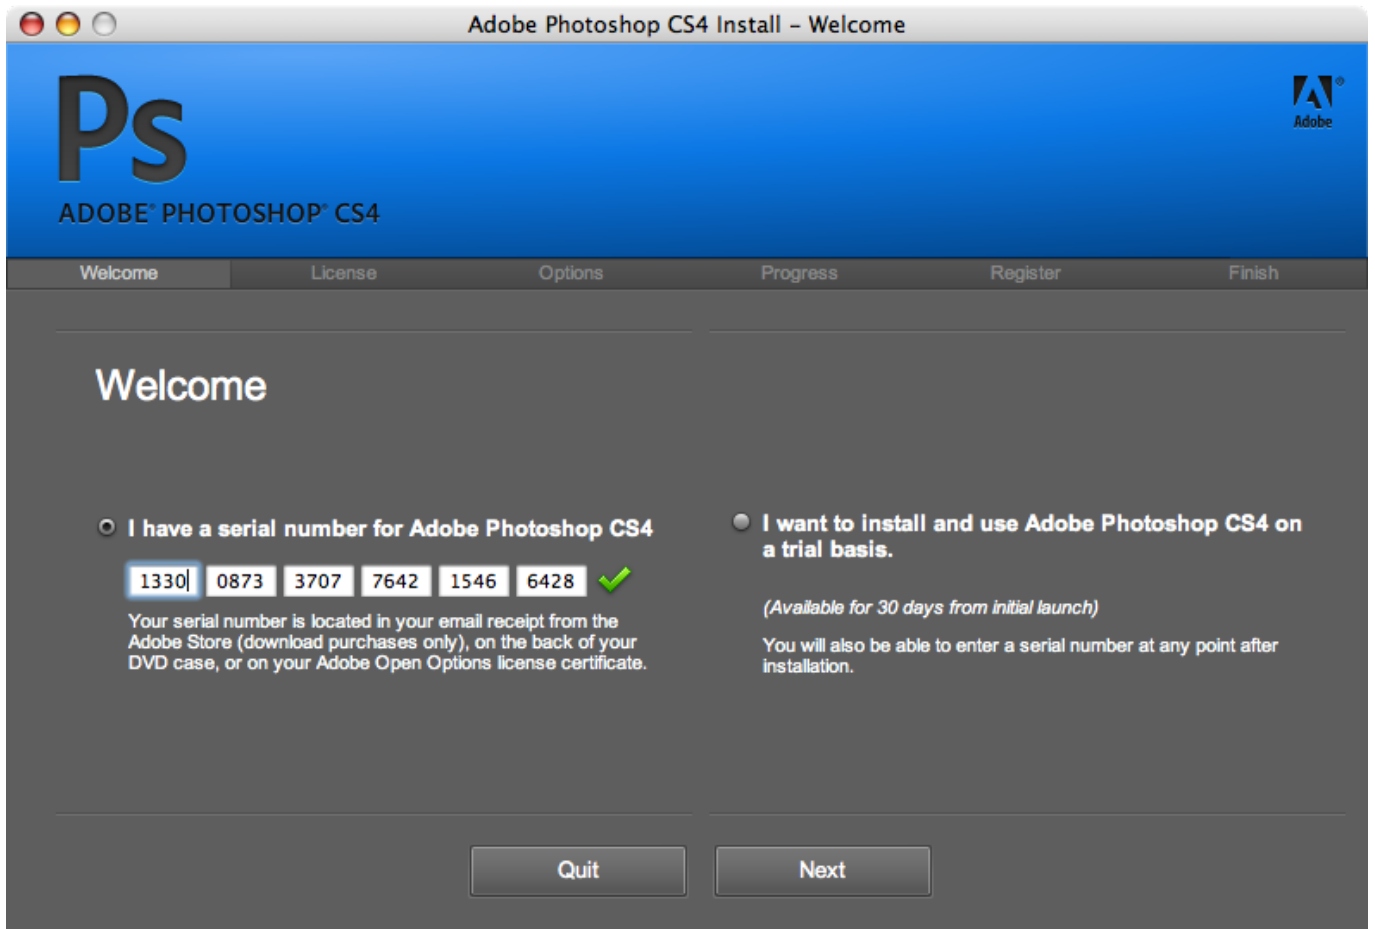 Adobe Photoshop CS4 Install – Welcome
Ps
Adobe®
ADOBE® PHOTOSHOP® CS4
Welcome License Options Progress Register Finish
Welcome
I have a serial number for Adobe Photoshop CS4
1330 0873 3707 7642 1546 6428
Your serial number is located in your email receipt from the
Adobe Store (download purchases only), on the back of your
DVD case, or on your Adobe Open Options license certificate.
I want to install and use Adobe Photoshop CS4 on
a trial basis.
(Available for 30 days from initial launch)
You will also be able to enter a serial number at any point after
installation.
Quit Next